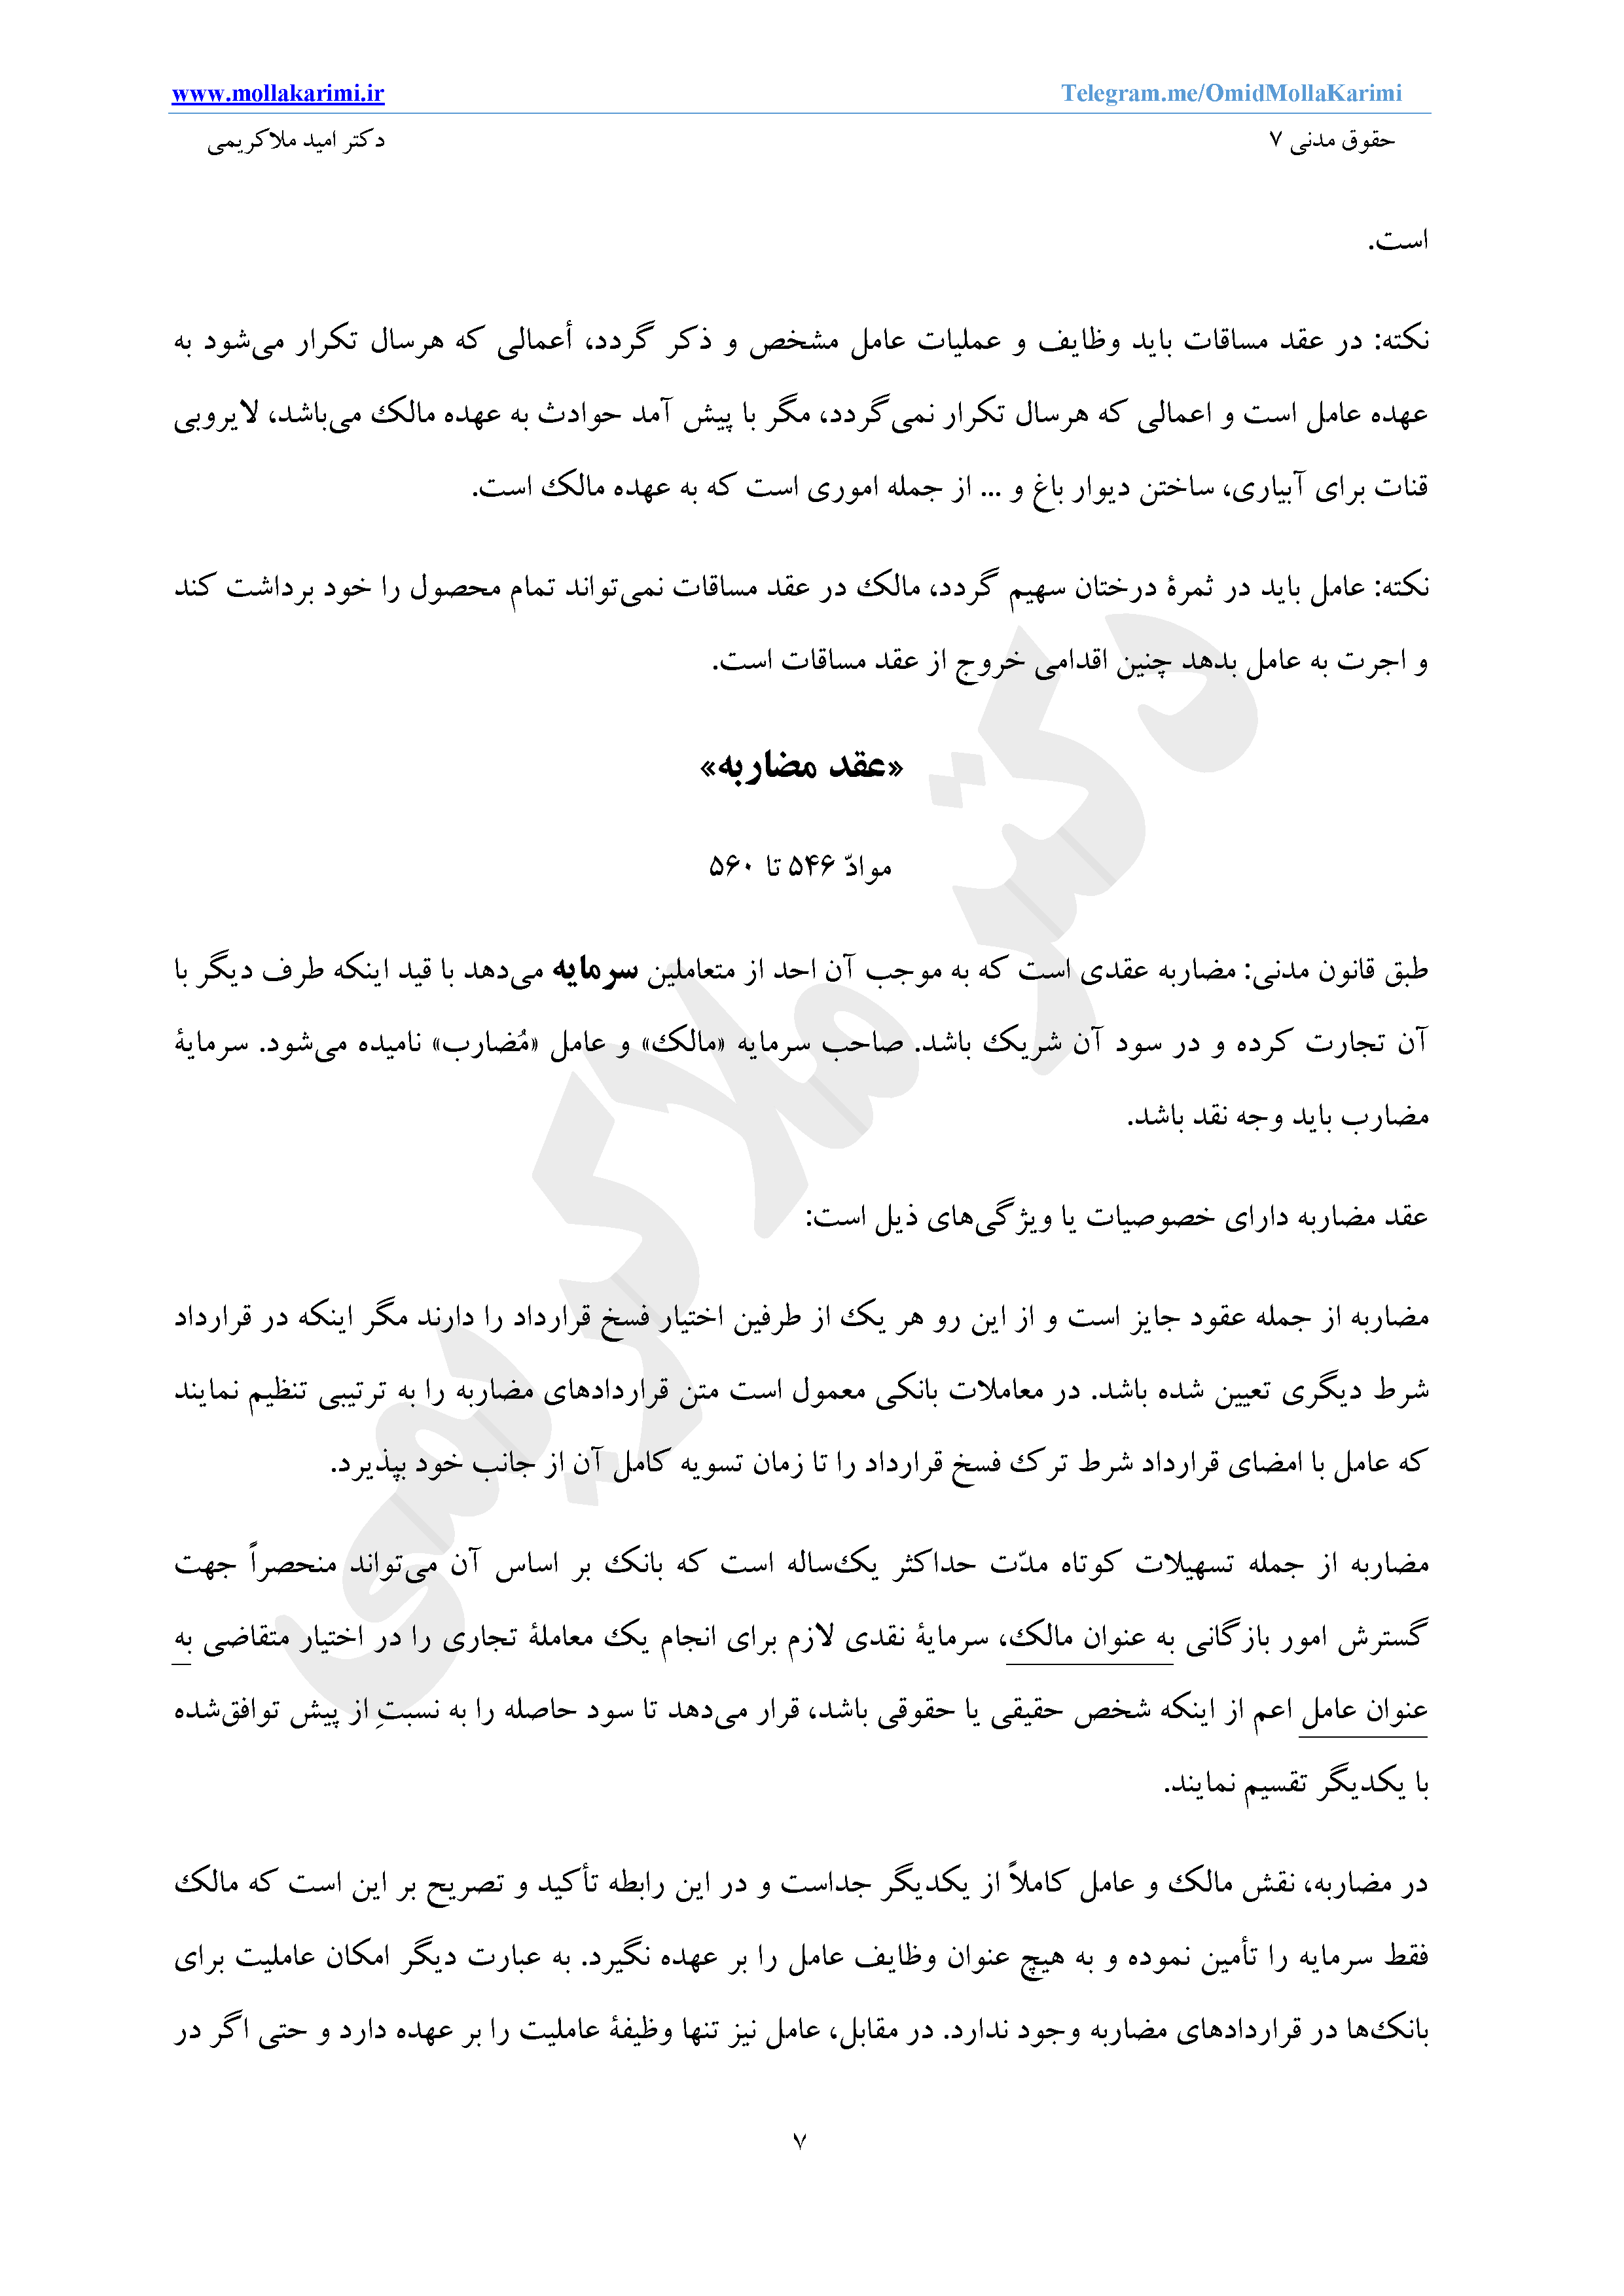 www.mollakarimi.ir Telegram.me/OmidMollaKarimi
حقوق مدنی ۷ دکتر امید ملاکریمی
است.
نکته: در عقد مساقات باید وظایف و عملیات عامل مشخص و ذکر گردد، أعمالی که هرسال تکرار می‌شود به
عهده عامل است و اعمالی که هرسال تکرار نمی‌گردد، مگر با پیش آمد حوادث به عهده مالک می‌باشد، لایروبی
قنات برای آبیاری، ساختن دیوار باغ و ... از جمله اموری است که به عهده مالک است.
نکته: عامل باید در ثمرۀ درختان سهیم گردد، مالک در عقد مساقات نمی‌تواند تمام محصول را خود برداشت کند
و اجرت به عامل بدهد چنین اقدامی خروج از عقد مساقات است.
«عقد مضاربه»
موادّ ۵۴۶ تا ۵۶۰
طبق قانون مدنی: مضاربه عقدی است که به موجب آن احد از متعاملین سرمایه می‌دهد با قید اینکه طرف دیگر با
آن تجارت کرده و در سود آن شریک باشد. صاحب سرمایه «مالک» و عامل «مُضارب» نامیده می‌شود. سرمایۀ
مضارب باید وجه نقد باشد.
عقد مضاربه دارای خصوصیات یا ویژگی‌های ذیل است:
مضاربه از جمله عقود جایز است و از این رو هر یک از طرفین اختیار فسخ قرارداد را دارند مگر اینکه در قرارداد
شرط دیگری تعیین شده باشد. در معاملات بانکی معمول است متن قراردادهای مضاربه را به ترتیبی تنظیم نمایند
که عامل با امضای قرارداد شرط ترک فسخ قرارداد را تا زمان تسویه کامل آن از جانب خود بپذیرد.
مضاربه از جمله تسهیلات کوتاه مدّت حداکثر یک‌ساله است که بانک بر اساس آن می‌تواند منحصراً جهت
گسترش امور بازگانی به عنوان مالک، سرمایۀ نقدی لازم برای انجام یک معاملۀ تجاری را در اختیار متقاضی به
عنوان عامل اعم از اینکه شخص حقیقی یا حقوقی باشد، قرار می‌دهد تا سود حاصله را به نسبتِ از پیش توافق‌شده
با یکدیگر تقسیم نمایند.
در مضاربه، نقش مالک و عامل کاملاً از یکدیگر جداست و در این رابطه تأکید و تصریح بر این است که مالک
فقط سرمایه را تأمین نموده و به هیچ عنوان وظایف عامل را بر عهده نگیرد. به عبارت دیگر امکان عاملیت برای
بانک‌ها در قراردادهای مضاربه وجود ندارد. در مقابل، عامل نیز تنها وظیفۀ عاملیت را بر عهده دارد و حتی اگر در
۷
دکتر ملاکریمی